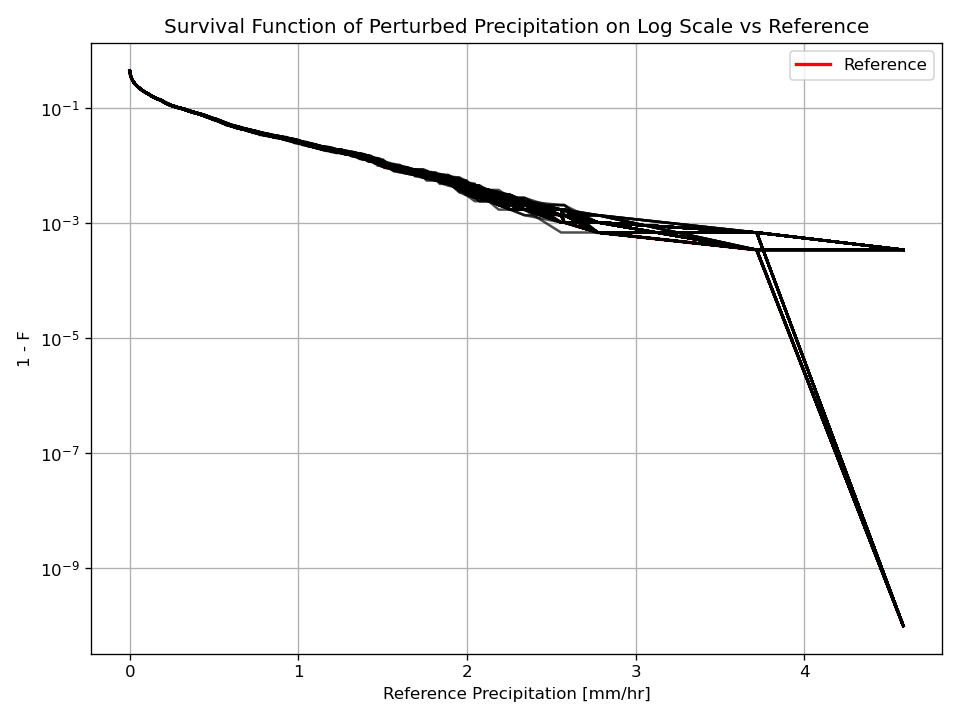 Survival Function of Perturbed Precipitation on Log Scale vs Reference
Reference
10⁻¹
10⁻³
10⁻⁵
10⁻⁷
10⁻⁹
1 - F
0 1 2 3 4
Reference Precipitation [mm/hr]